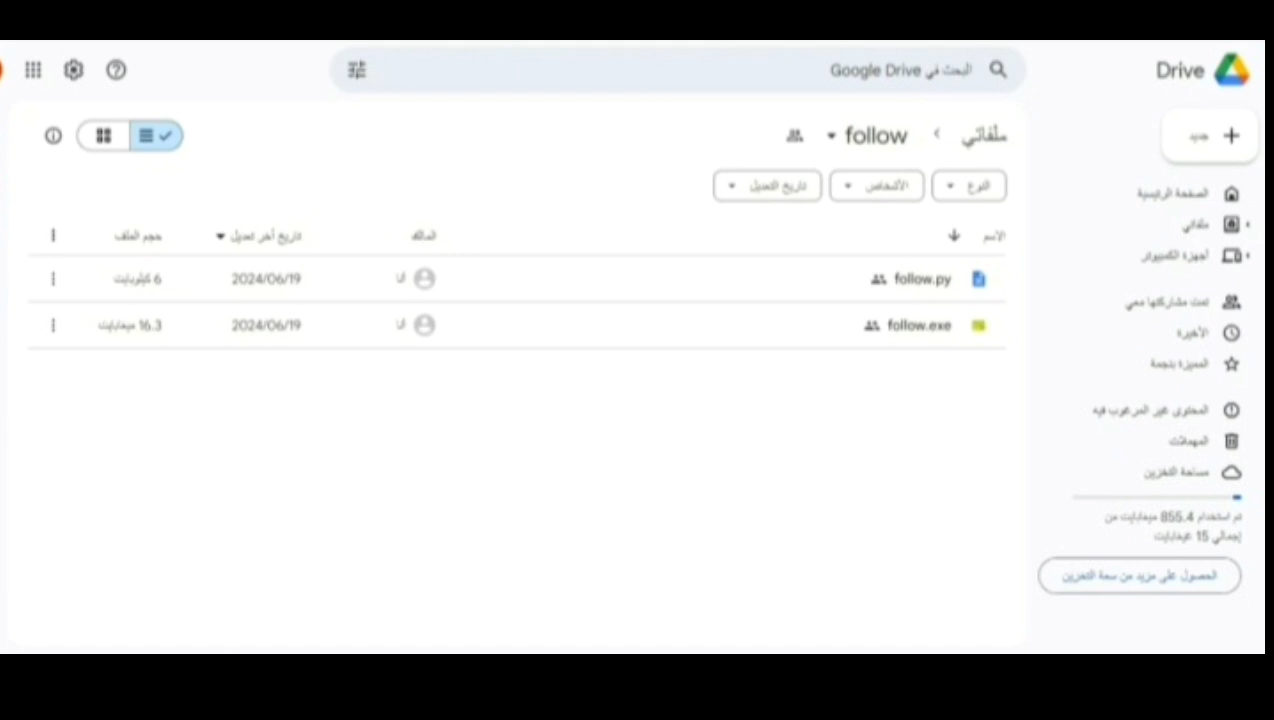 Drive
البحث في Google Drive
جديد
ملفاتي
follow
النوع
الأشخاص
تاريخ التعديل
الاسم
المالك
تاريخ آخر تعديل
حجم الملف
follow.py
أنا
2024/06/19
6 كيلوبايت
follow.exe
أنا
2024/06/19
16.3 ميغابايت
الصفحة الرئيسية
ملفاتي
أجهزة الكمبيوتر
تمت مشاركتها معي
الأخيرة
المميزة بنجمة
المحتوى غير المرغوب فيه
المهملات
مساحة التخزين
تم استخدام 855.4 ميغابايت من
إجمالي 15 غيغابايت
الحصول على مزيد من سعة التخزين